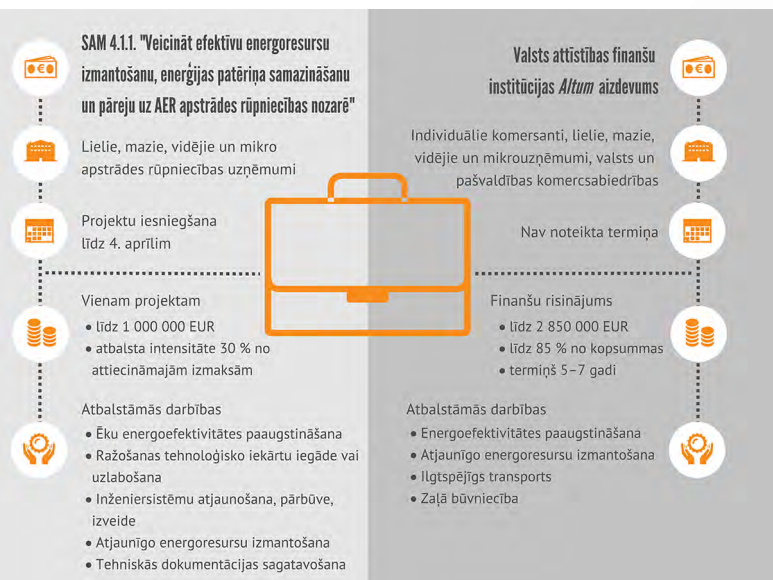 SAM 4.1.1. "Veicināt efektīvu energoresursu
izmantošanu, enerģijas patēriņa samazināšanu
un pāreju uz AER apstrādes rūpniecības nozarē"
Lielie, mazie, vidējie un mikro
apstrādes rūpniecības uzņēmumi
Projektu iesniegšana
līdz 4. aprīlim
Vienam projektam
• līdz 1 000 000 EUR
• atbalsta intensitāte 30 % no
attiecināmajām izmaksām
Atbalstāmās darbības
• Ēku energoefektivitātes paaugstināšana
• Ražošanas tehnoloģisko iekārtu iegāde vai
uzlabošana
• Inženiersistēmu atjaunošana, pārbūve,
izveide
• Atjaunīgo energoresursu izmantošana
• Tehniskās dokumentācijas sagatavošana
Valsts attīstības finanšu
institūcijas Altum aizdevums
Individuālie komersanti, lielie, mazie,
vidējie un mikrouzņēmumi, valsts un
pašvaldības komercsabiedrības
Nav noteikta termiņa
Finanšu risinājums
• līdz 2 850 000 EUR
• līdz 85 % no kopsummas
• termiņš 5–7 gadi
Atbalstāmās darbības
• Energoefektivitātes paaugstināšana
• Atjaunīgo energoresursu izmantošana
• Ilgtspējīgs transports
• Zaļā būvniecība